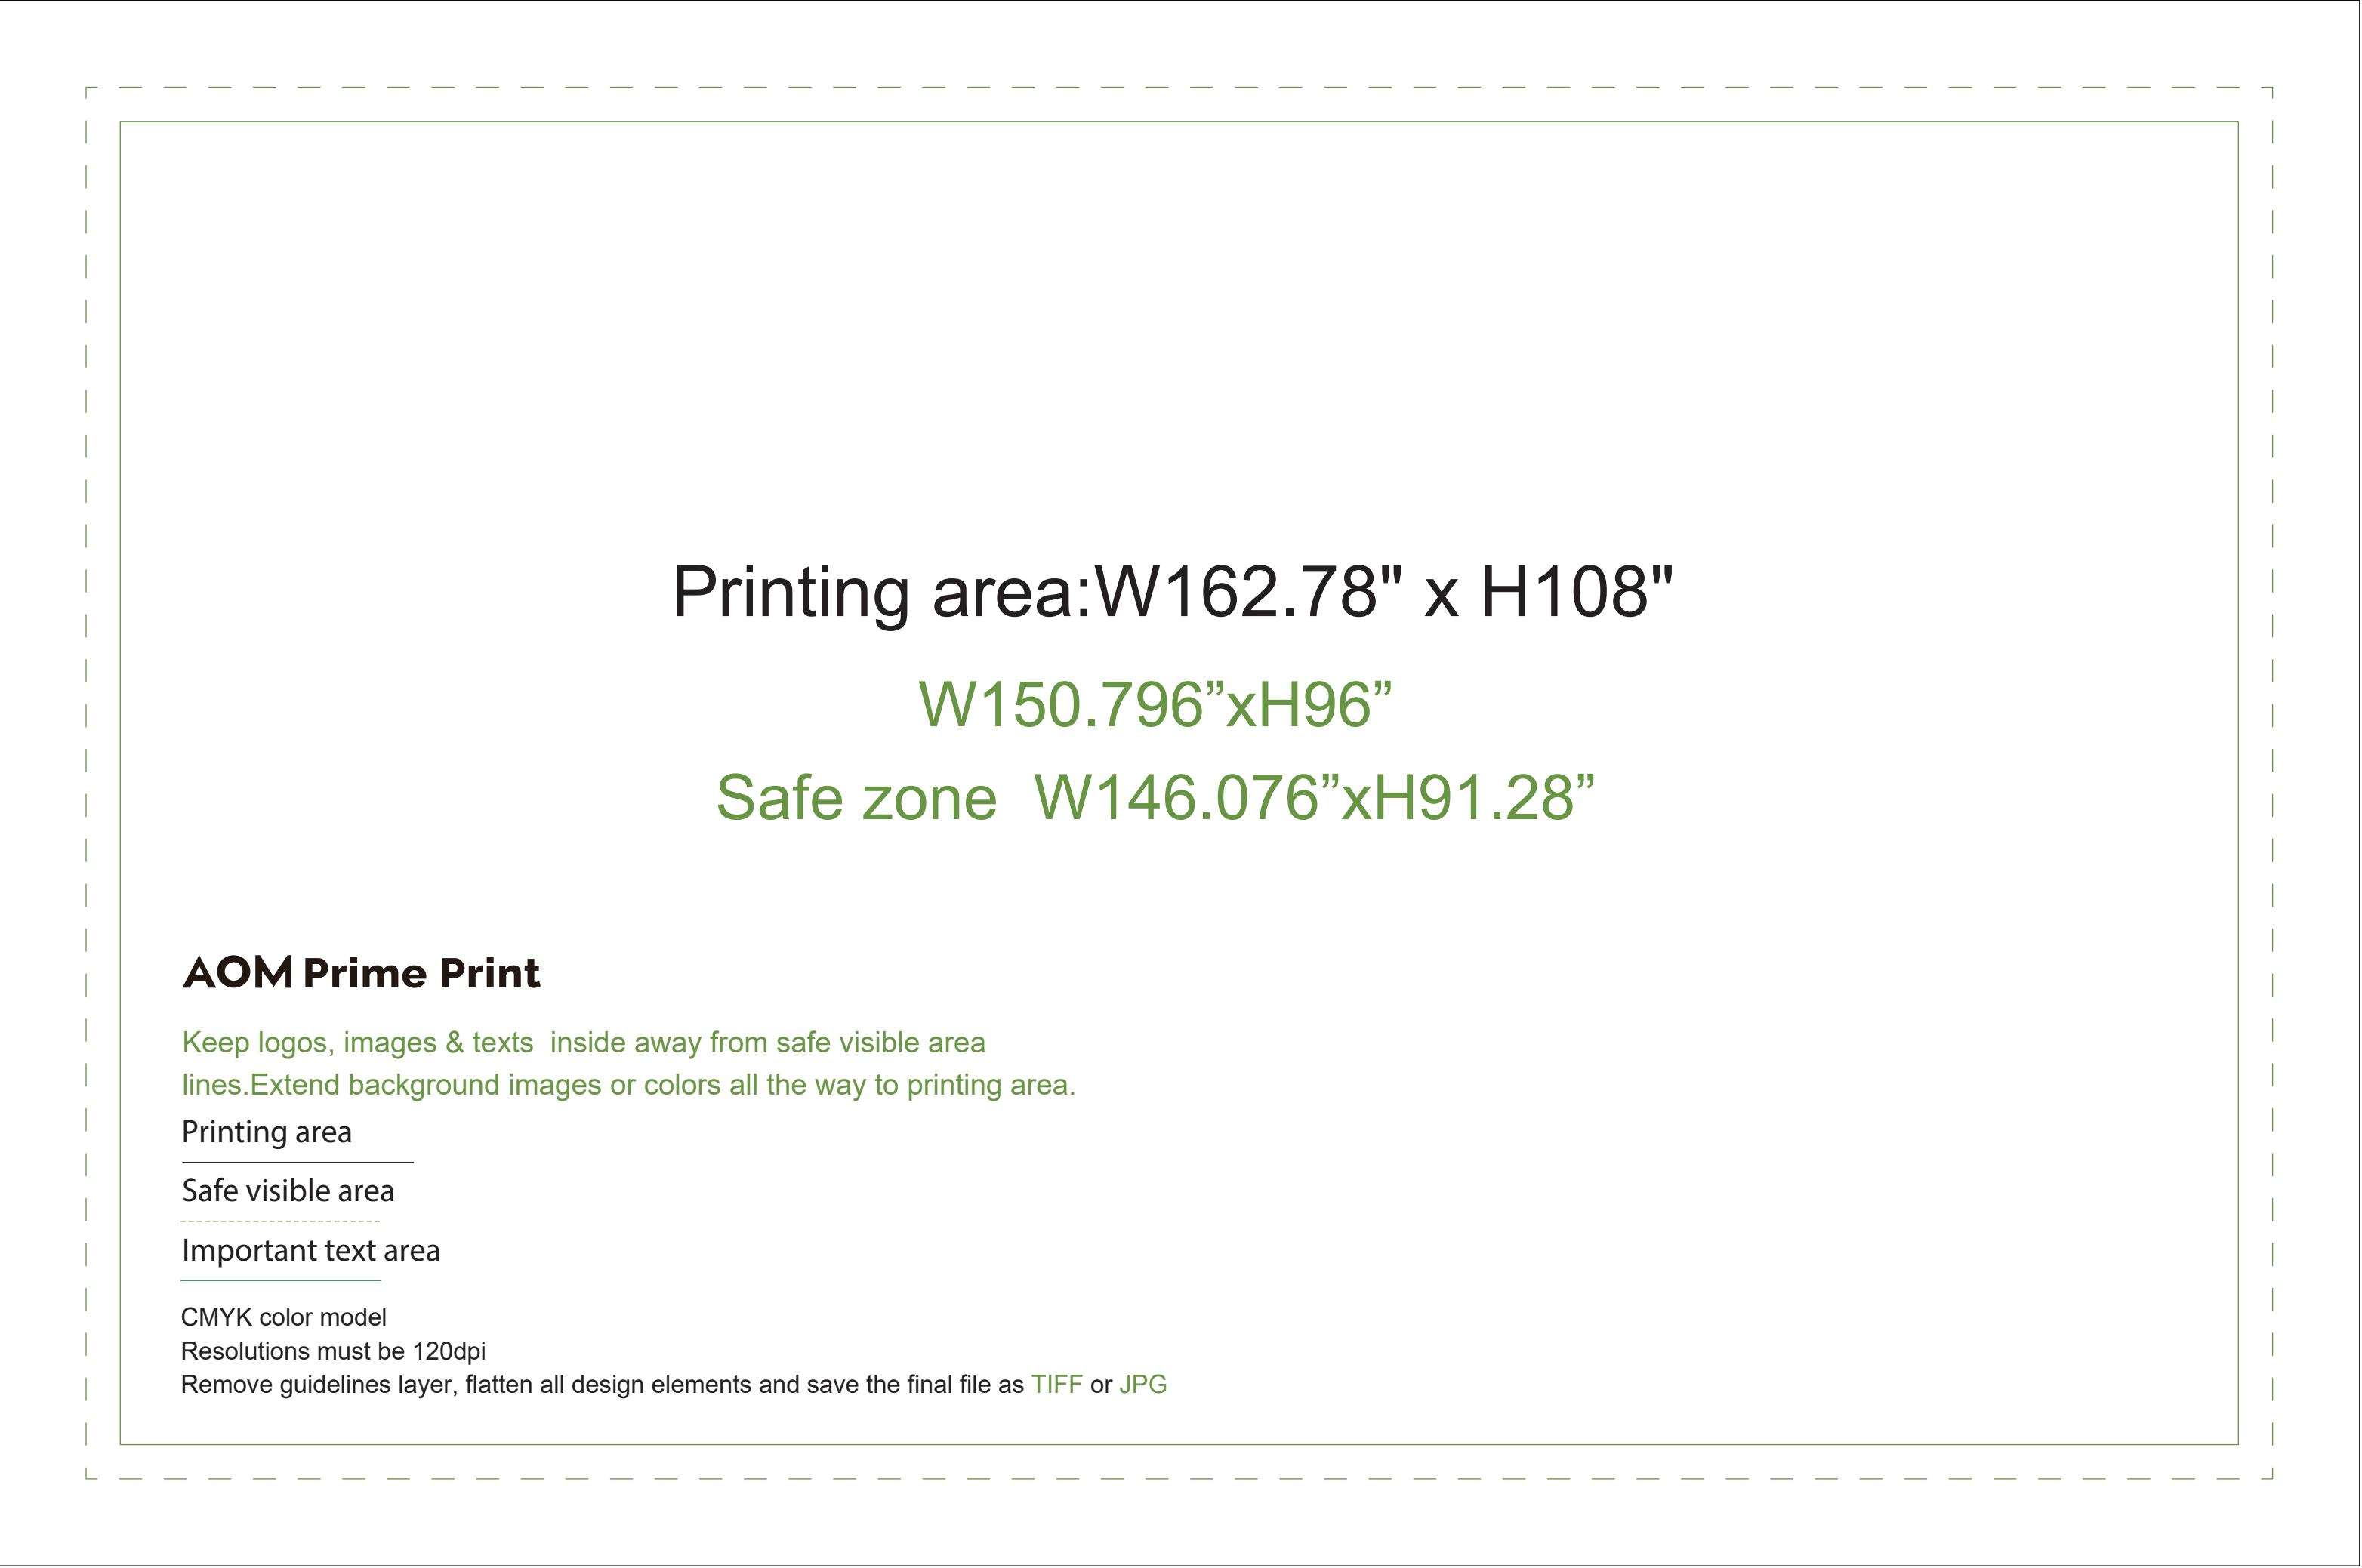 Printing area:W162.78" x H108"
W150.796”xH96”
Safe zone  W146.076”xH91.28”
AOM Prime Print
Keep logos, images & texts  inside away from safe visible area
lines.Extend background images or colors all the way to printing area.
Printing area
Safe visible area
Important text area
CMYK color model
Resolutions must be 120dpi
Remove guidelines layer, flatten all design elements and save the final file as TIFF or JPG